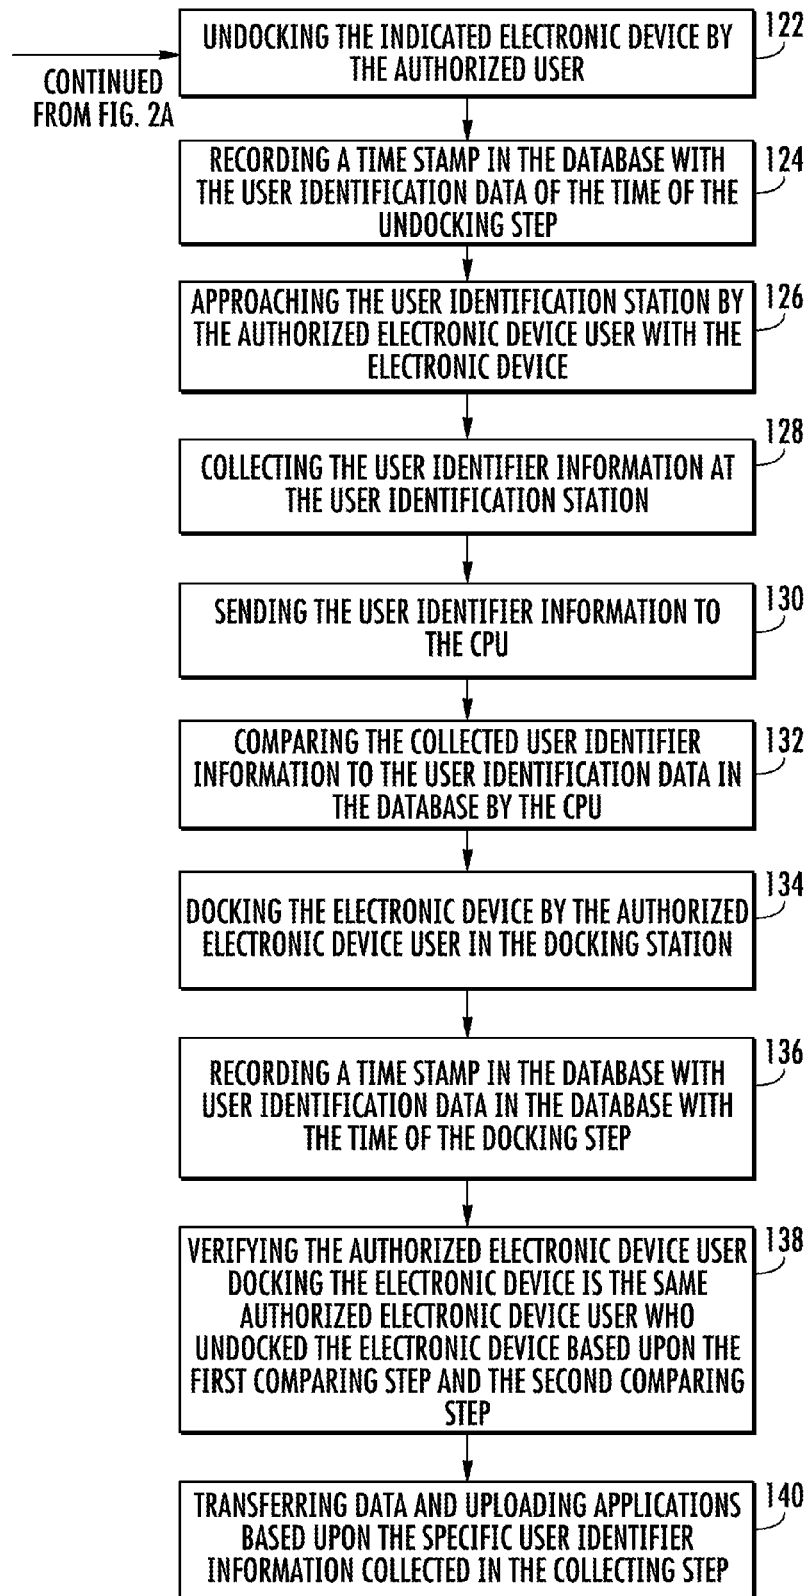 UNDOCKING THE INDICATED ELECTRONIC DEVICE BY
THE AUTHORIZED USER
122
CONTINUED
FROM FIG. 2A
RECORDING A TIME STAMP IN THE DATABASE WITH
THE USER IDENTIFICATION DATA OF THE TIME OF THE
UNDOCKING STEP
124
APPROACHING THE USER IDENTIFICATION STATION BY
THE AUTHORIZED ELECTRONIC DEVICE USER WITH THE
ELECTRONIC DEVICE
126
COLLECTING THE USER IDENTIFIER INFORMATION AT
THE USER IDENTIFICATION STATION
128
SENDING THE USER IDENTIFIER INFORMATION TO
THE CPU
130
COMPARING THE COLLECTED USER IDENTIFIER
INFORMATION TO THE USER IDENTIFICATION DATA IN
THE DATABASE BY THE CPU
132
DOCKING THE ELECTRONIC DEVICE BY THE AUTHORIZED
ELECTRONIC DEVICE USER IN THE DOCKING STATION
134
RECORDING A TIME STAMP IN THE DATABASE WITH
USER IDENTIFICATION DATA IN THE DATABASE WITH
THE TIME OF THE DOCKING STEP
136
VERIFYING THE AUTHORIZED ELECTRONIC DEVICE USER
DOCKING THE ELECTRONIC DEVICE IS THE SAME
AUTHORIZED ELECTRONIC DEVICE USER WHO
UNDOCKED THE ELECTRONIC DEVICE BASED UPON THE
FIRST COMPARING STEP AND THE SECOND COMPARING
STEP
138
TRANSFERRING DATA AND UPLOADING APPLICATIONS
BASED UPON THE SPECIFIC USER IDENTIFIER
INFORMATION COLLECTED IN THE COLLECTING STEP
140